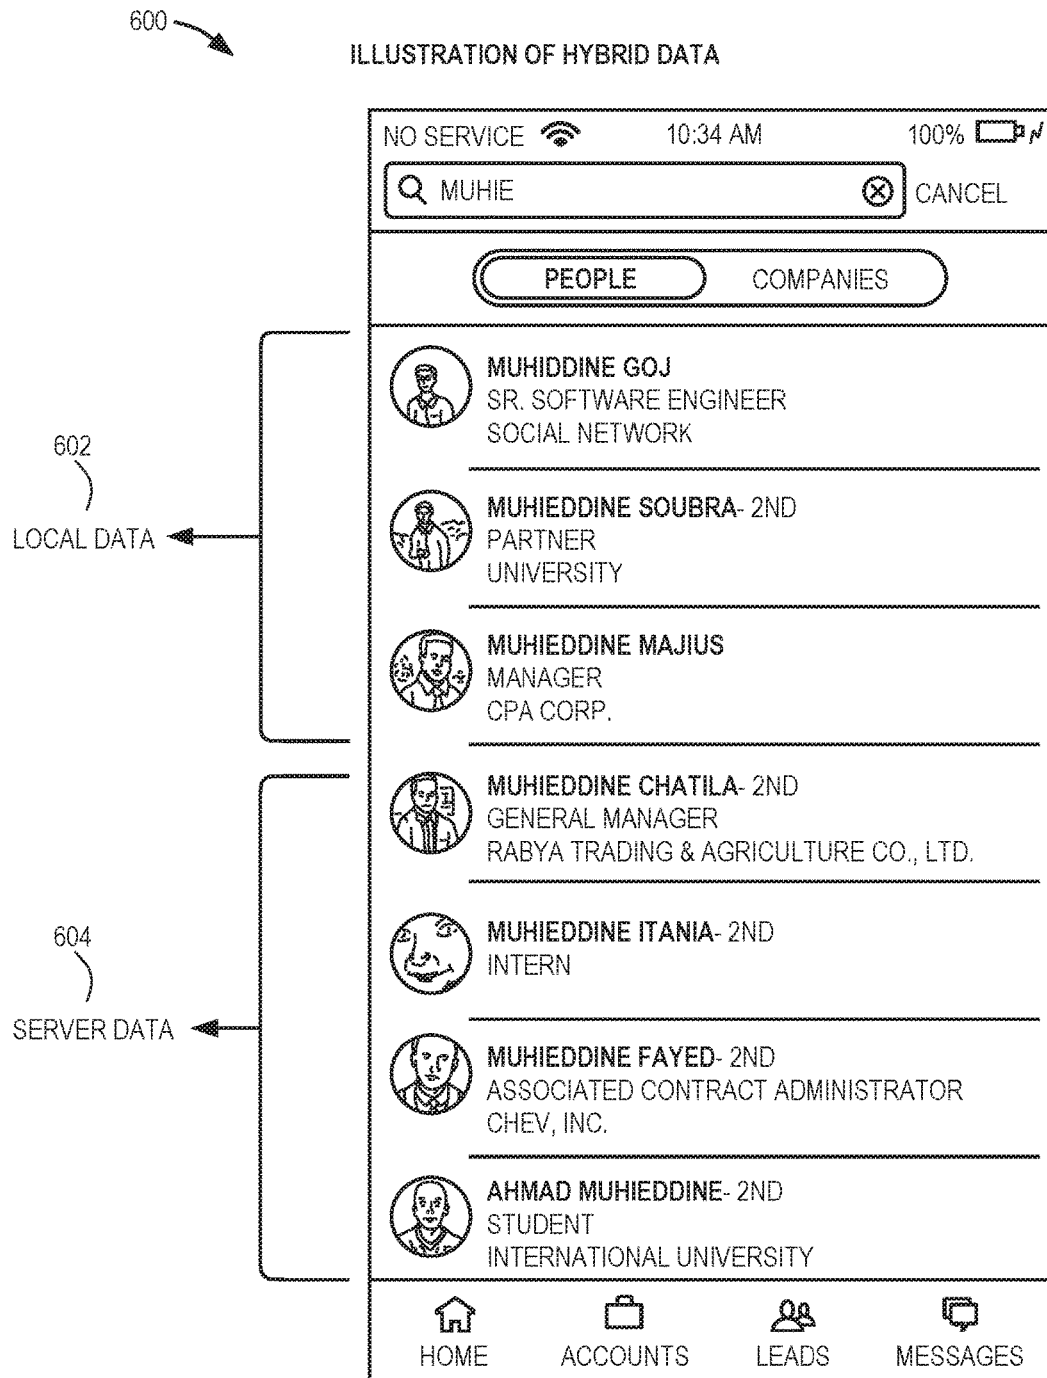 600
ILLUSTRATION OF HYBRID DATA
NO SERVICE 10:34 AM 100%
MUHIE CANCEL
PEOPLE COMPANIES
MUHIDDINE GOJ
SR. SOFTWARE ENGINEER
SOCIAL NETWORK
602
LOCAL DATA
MUHIEDDINE SOUBRA- 2ND
PARTNER
UNIVERSITY
MUHIEDDINE MAJIUS
MANAGER
CPA CORP.
MUHIEDDINE CHATILA- 2ND
GENERAL MANAGER
RABYA TRADING & AGRICULTURE CO., LTD.
604
SERVER DATA
MUHIEDDINE ITANIA- 2ND
INTERN
MUHIEDDINE FAYED- 2ND
ASSOCIATED CONTRACT ADMINISTRATOR
CHEV, INC.
AHMAD MUHIEDDINE- 2ND
STUDENT
INTERNATIONAL UNIVERSITY
HOME ACCOUNTS LEADS MESSAGES